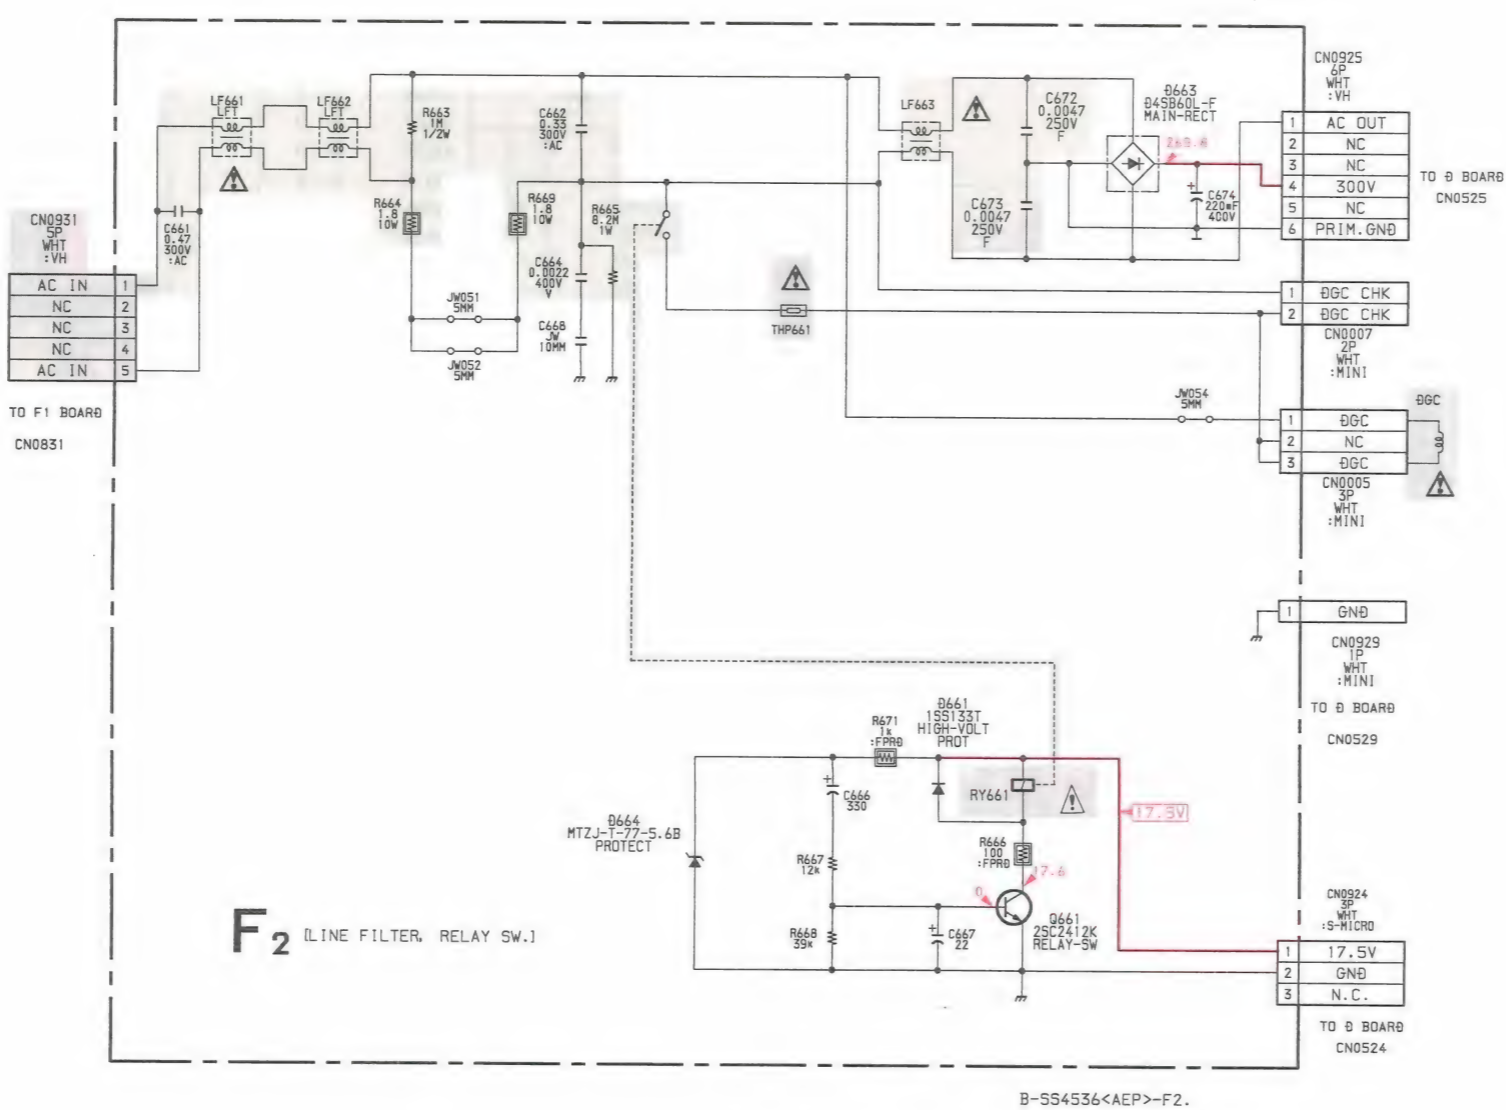 CN0931
5P
WHT
:VH
AC IN 1
NC 2
NC 3
NC 4
AC IN 5
TO F1 BOARD
CN0831
C661
0.47
300V
:AC
LF661
LFT
LF662
LFT
R663
1M
1/2W
R664
1.8
10W
C662
0.33
300V
:AC
R669
1.8
10W
R665
8.2M
1W
C664
0.0022
400V
V
C668
JW
10MM
JW051
5MM
JW052
5MM
THP661
LF663
C672
0.0047
250V
F
C673
0.0047
250V
F
D663
D4SB60L-F
MAIN-RECT
C674
220mF
400V
CN0925
6P
WHT
:VH
1 AC OUT
2 NC
3 NC
4 300V
5 NC
6 PRIM.GND
TO D BOARD
CN0525
1 DGC CHK
2 DGC CHK
CN0007
2P
WHT
:MINI
JW054
5MM
DGC
1 DGC
2 NC
3 DGC
CN0005
3P
WHT
:MINI
1 GND
CN0929
1P
WHT
:MINI
TO D BOARD
CN0529
R671
1k
:FPRD
D661
1SS133T
HIGH-VOLT
PROT
RY661
C666
330
D664
MTZJ-T-77-5.6B
PROTECT
R667
12k
R666
100
:FPRD
17.6
0
R668
39k
C667
22
Q661
2SC2412K
RELAY-SW
CN0924
3P
WHT
:S-MICRO
1 17.5V
2 GND
3 N.C.
TO D BOARD
CN0524
F2 [LINE FILTER, RELAY SW.]
B-SS4536<AEP>-F2.